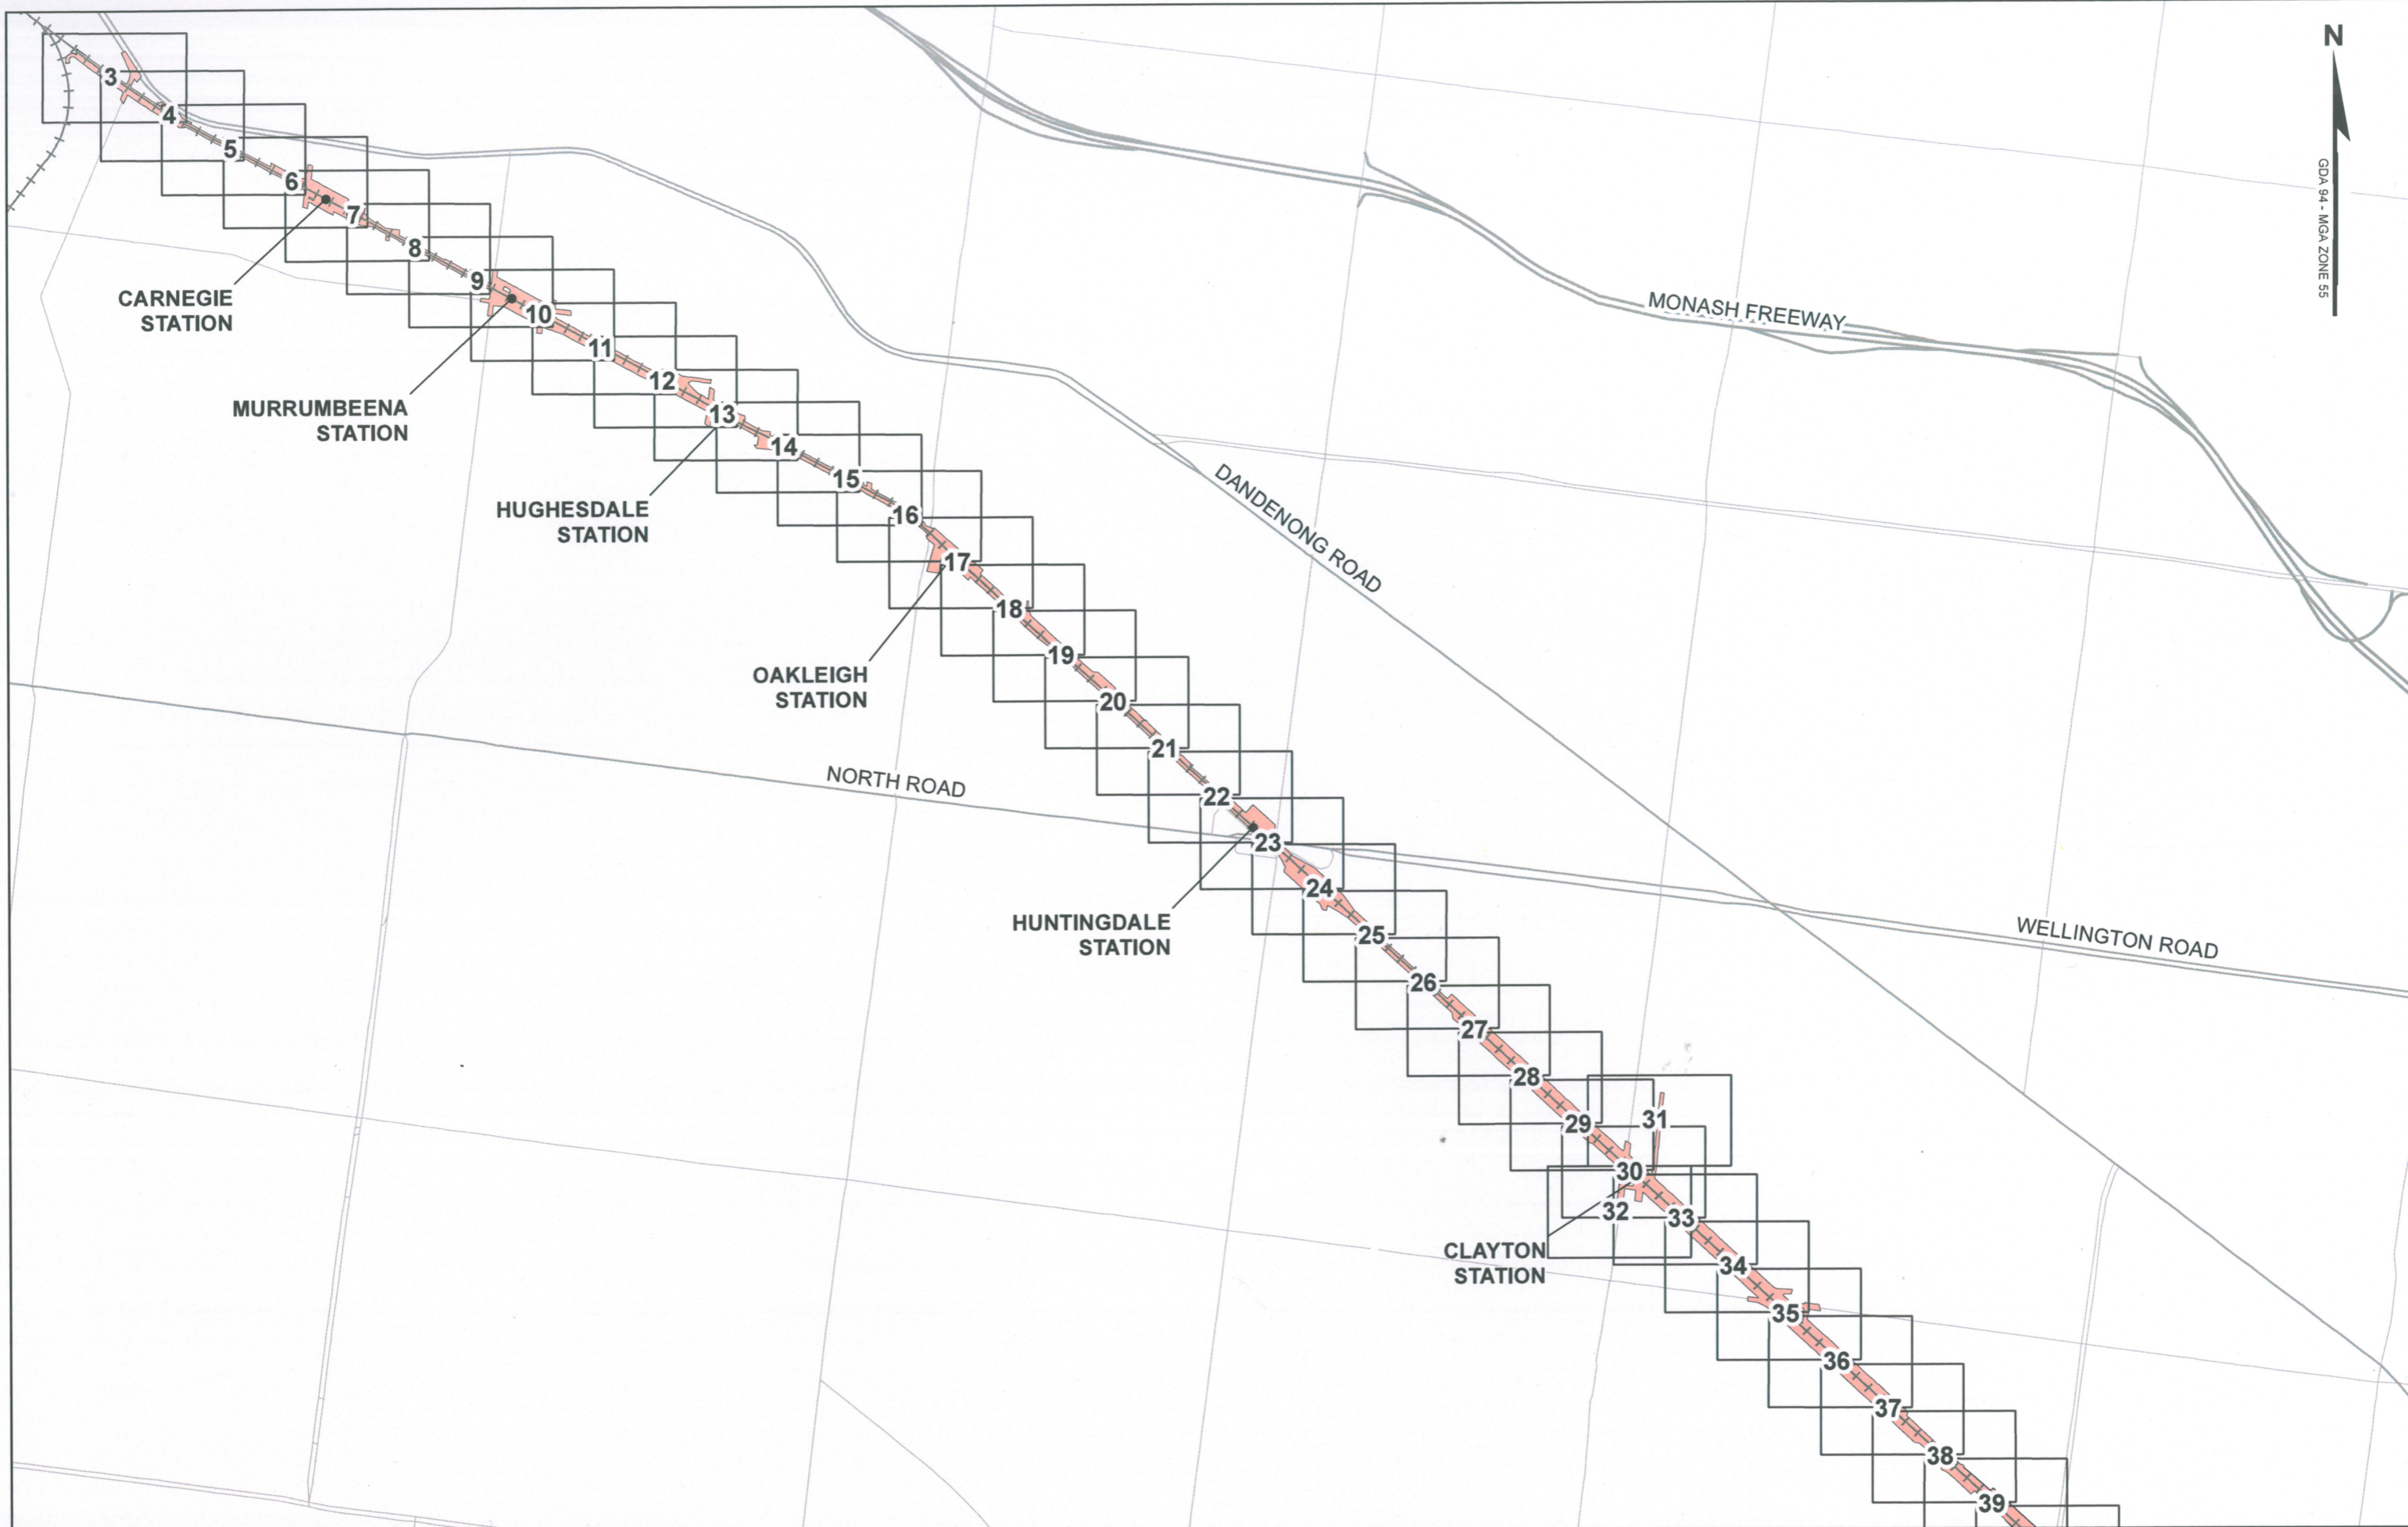 N
GDA 94 - MGA ZONE 55
3
4
5
6
7
8
9
10
11
12
13
14
15
16
17
18
19
20
21
22
23
24
25
26
27
28
29
30
31
32
33
34
35
36
37
38
39
CARNEGIE
STATION
MURRUMBEENA
STATION
HUGHESDALE
STATION
OAKLEIGH
STATION
HUNTINGDALE
STATION
CLAYTON
STATION
MONASH FREEWAY
DANDENONG ROAD
NORTH ROAD
WELLINGTON ROAD